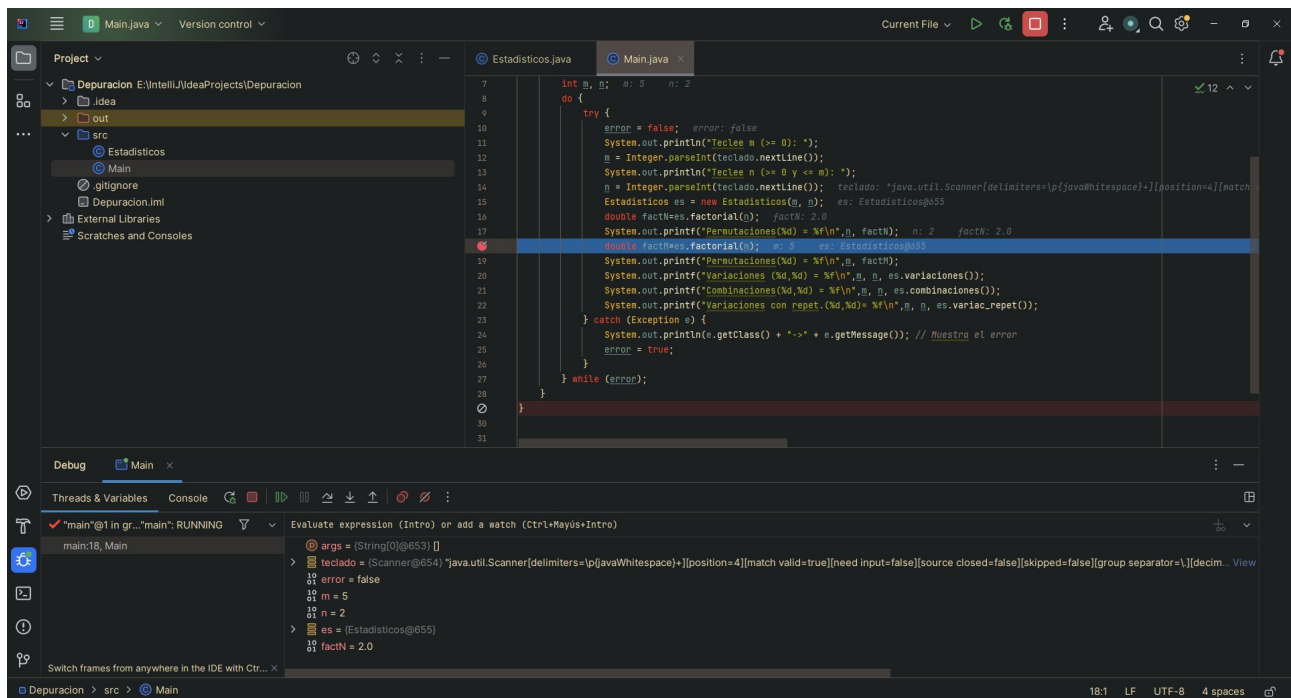 D Main.java Version control Current File
Project
Estadisticos.java Main.java
Depuracion E:\IntelliJ\IdeaProjects\Depuracion
.idea
out
src
Estadisticos
Main
.gitignore
Depuracion.iml
External Libraries
Scratches and Consoles
12
7 int m, n; m: 5 n: 2
8 do {
9 try {
10 error = false; error: false
11 System.out.println("Teclee m (>= 0): ");
12 m = Integer.parseInt(teclado.nextLine());
13 System.out.println("Teclee n (>= 0 y <= m): ");
14 n = Integer.parseInt(teclado.nextLine()); teclado: "java.util.Scanner[delimiters=\p{javaWhitespace}+][position=4][match v
15 Estadisticos es = new Estadisticos(m, n); es: Estadisticos@655
16 double factN=es.factorial(n); factN: 2.0
17 System.out.printf("Permutaciones(%d) = %f\n",n, factN); n: 2 factN: 2.0
double factM=es.factorial(m); m: 5 es: Estadisticos@655
19 System.out.printf("Permutaciones(%d) = %f\n",m, factM);
20 System.out.printf("Variaciones (%d,%d) = %f\n",m, n, es.variaciones());
21 System.out.printf("Combinaciones(%d,%d) = %f\n",m, n, es.combinaciones());
22 System.out.printf("Variaciones con repet.(%d,%d)= %f\n",m, n, es.variac_repet());
23 } catch (Exception e) {
24 System.out.println(e.getClass() + "->" + e.getMessage()); // Muestra el error
25 error = true;
26 }
27 } while (error);
28 }
}
30
31
Debug Main
Threads & Variables Console
"main"@1 in gr..."main": RUNNING
main:18, Main
Switch frames from anywhere in the IDE with Ctr...
Evaluate expression (Intro) or add a watch (Ctrl+Mayús+Intro)
args = {String[0]@653} []
teclado = {Scanner@654} "java.util.Scanner[delimiters=\p{javaWhitespace}+][position=4][match valid=true][need input=false][source closed=false][skipped=false][group separator=\.][decim... View
error = false
m = 5
n = 2
es = {Estadisticos@655}
factN = 2.0
Depuracion > src > Main 18:1 LF UTF-8 4 spaces